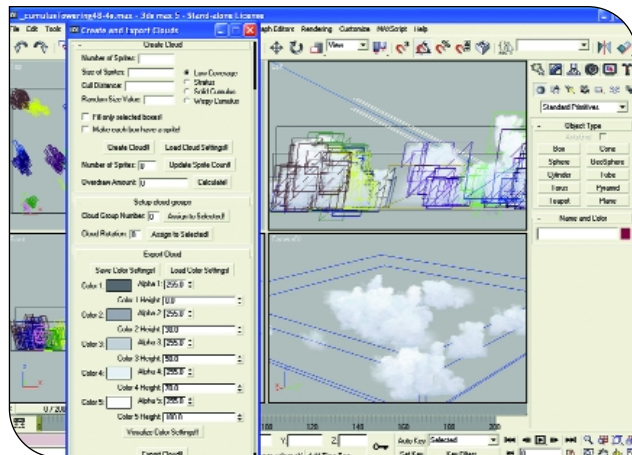 _cumulustowering48-4a.max - 3ds max 5 - Stand-alone License
File Edit Tools
Graph Editors Rendering Customize MAXScript Help
View
Create and Export Clouds
Create Cloud
Number of Sprites:
Size of Sprites:
Cull Distance:
Random Size Value:
Low Coverage
Stratus
Solid Cumulus
Wispy Cumulus
Fill only selected boxes!
Make each box have a sprite!
Create Cloud! Load Cloud Settings!
Number of Sprites: 0 Update Sprite Count!
Overdraw Amount: 0 Calculate!
Setup cloud groups
Cloud Group Number: 0 Assign to Selected!
Cloud Rotation: 0 Assign to Selected!
Export Cloud
Save Color Settings! Load Color Settings!
Color 1: Alpha 1: 255.0
Color 1 Height: 0.0
Color 2: Alpha 2: 255.0
Color 2 Height: 30.0
Color 3: Alpha 3: 255.0
Color 3 Height: 50.0
Color 4: Alpha 4: 255.0
Color 4 Height: 70.0
Color 5: Alpha 5: 255.0
Color 5 Height: 100.0
Visualize Color Settings!
Export Cloud!
Standard Primitives
Object Type
AutoGrid
Box Cone
Sphere GeoSphere
Cylinder Tube
Torus Pyramid
Teapot Plane
Name and Color
0 / 200
100 120 140 160 180 200
Y: Z:
Auto Key Selected
Set Key Key Filters...
Add Time Tag